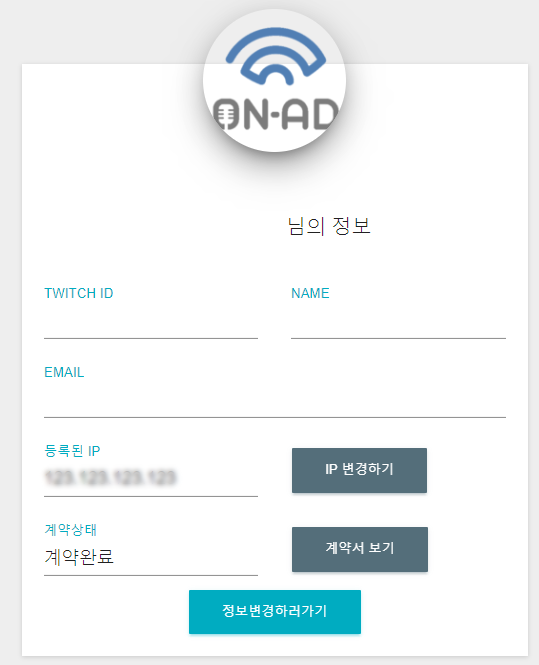 ON-AD
님의 정보
TWITCH ID
NAME
EMAIL
등록된 IP
123.123.123.123
IP 변경하기
계약상태
계약완료
계약서 보기
정보변경하러가기